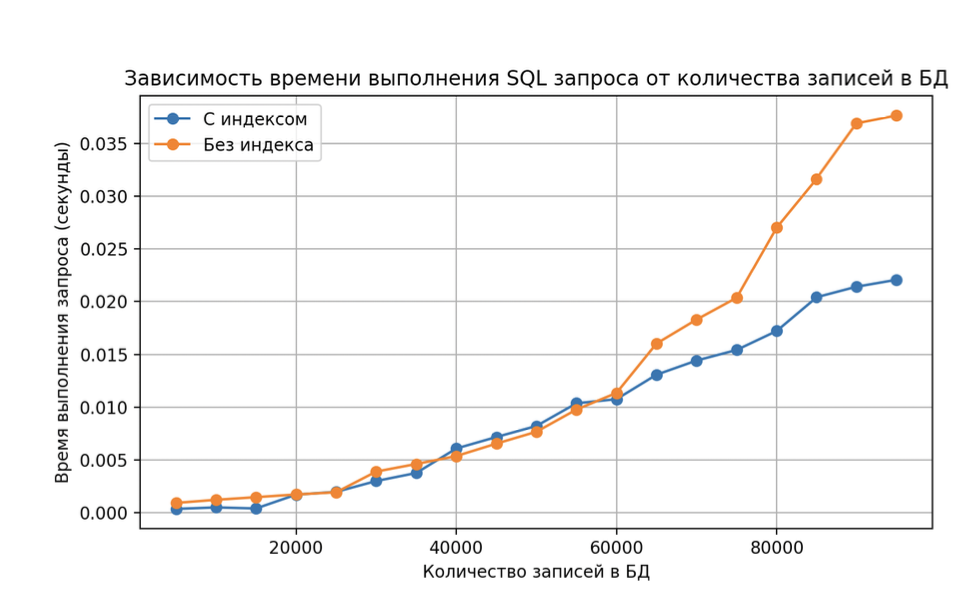 Зависимость времени выполнения SQL запроса от количества записей в БД
С индексом
Без индекса
Время выполнения запроса (секунды)
0.035
0.030
0.025
0.020
0.015
0.010
0.005
0.000
20000
40000
60000
80000
Количество записей в БД